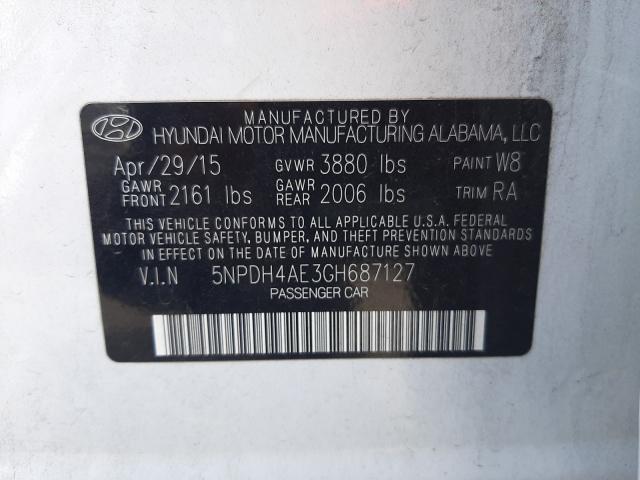 MANUFACTURED BY
HYUNDAI MOTOR MANUFACTURING ALABAMA, LLC
Apr/29/15 GVWR 3880 lbs PAINT W8
GAWR FRONT 2161 lbs GAWR REAR 2006 lbs TRIM RA
THIS VEHICLE CONFORMS TO ALL APPLICABLE U.S.A. FEDERAL
MOTOR VEHICLE SAFETY, BUMPER, AND THEFT PREVENTION STANDARDS
IN EFFECT ON THE DATE OF MANUFACTURE SHOWN ABOVE.
V.I.N 5NPDH4AE3GH687127
PASSENGER CAR